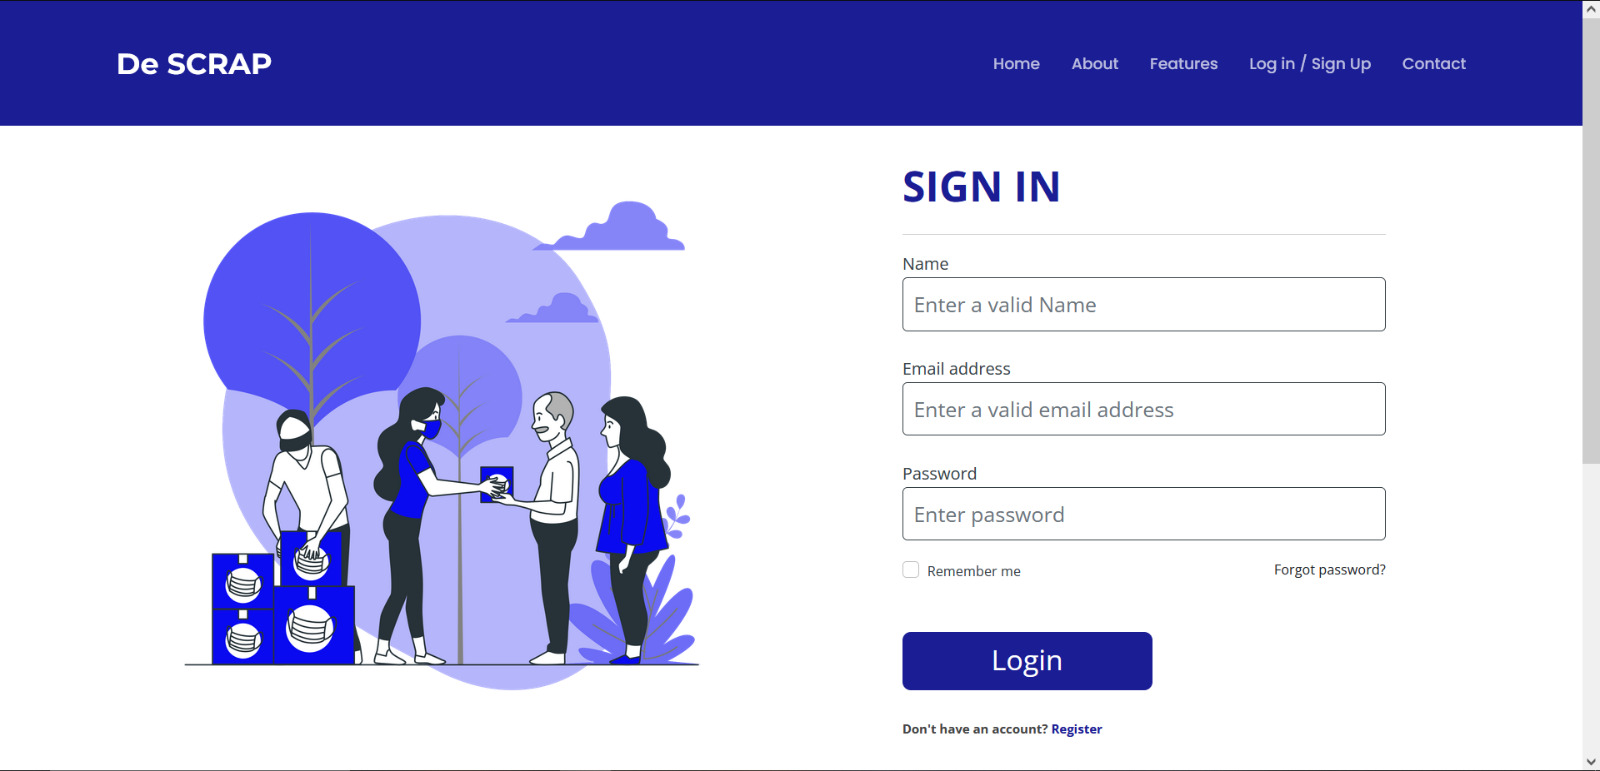 De SCRAP
Home About Features Log in / Sign Up Contact
SIGN IN
Name
Enter a valid Name
Email address
Enter a valid email address
Password
Enter password
Remember me Forgot password?
Login
Don't have an account? Register